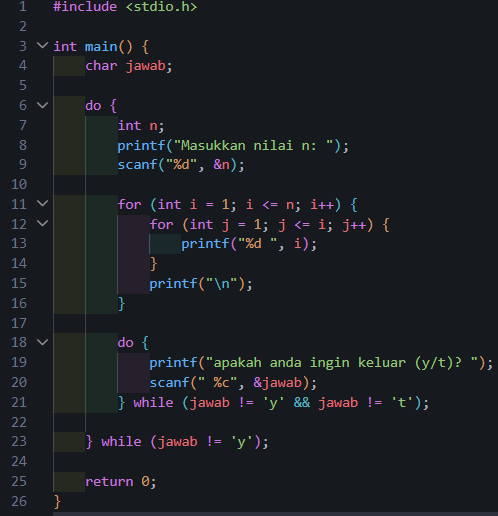 1 #include <stdio.h>
2
3 int main() {
4     char jawab;
5
6     do {
7         int n;
8         printf("Masukkan nilai n: ");
9         scanf("%d", &n);
10
11         for (int i = 1; i <= n; i++) {
12             for (int j = 1; j <= i; j++) {
13                 printf("%d ", i);
14             }
15             printf("\n");
16         }
17
18         do {
19             printf("apakah anda ingin keluar (y/t)? ");
20             scanf(" %c", &jawab);
21         } while (jawab != 'y' && jawab != 't');
22
23     } while (jawab != 'y');
24
25     return 0;
26 }